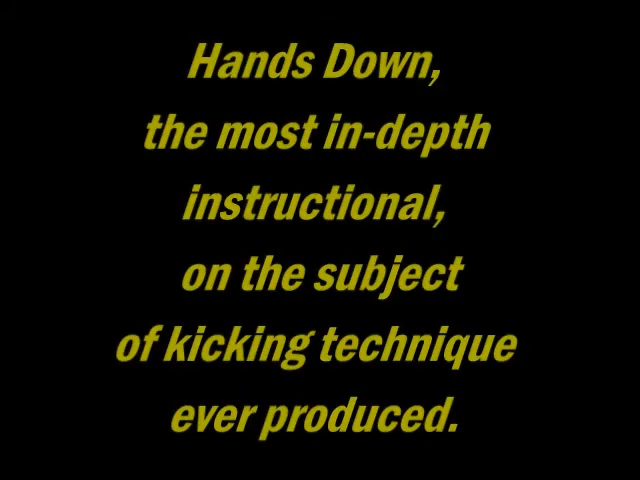 Hands Down,
the most in-depth
instructional,
on the subject
of kicking technique
ever produced.